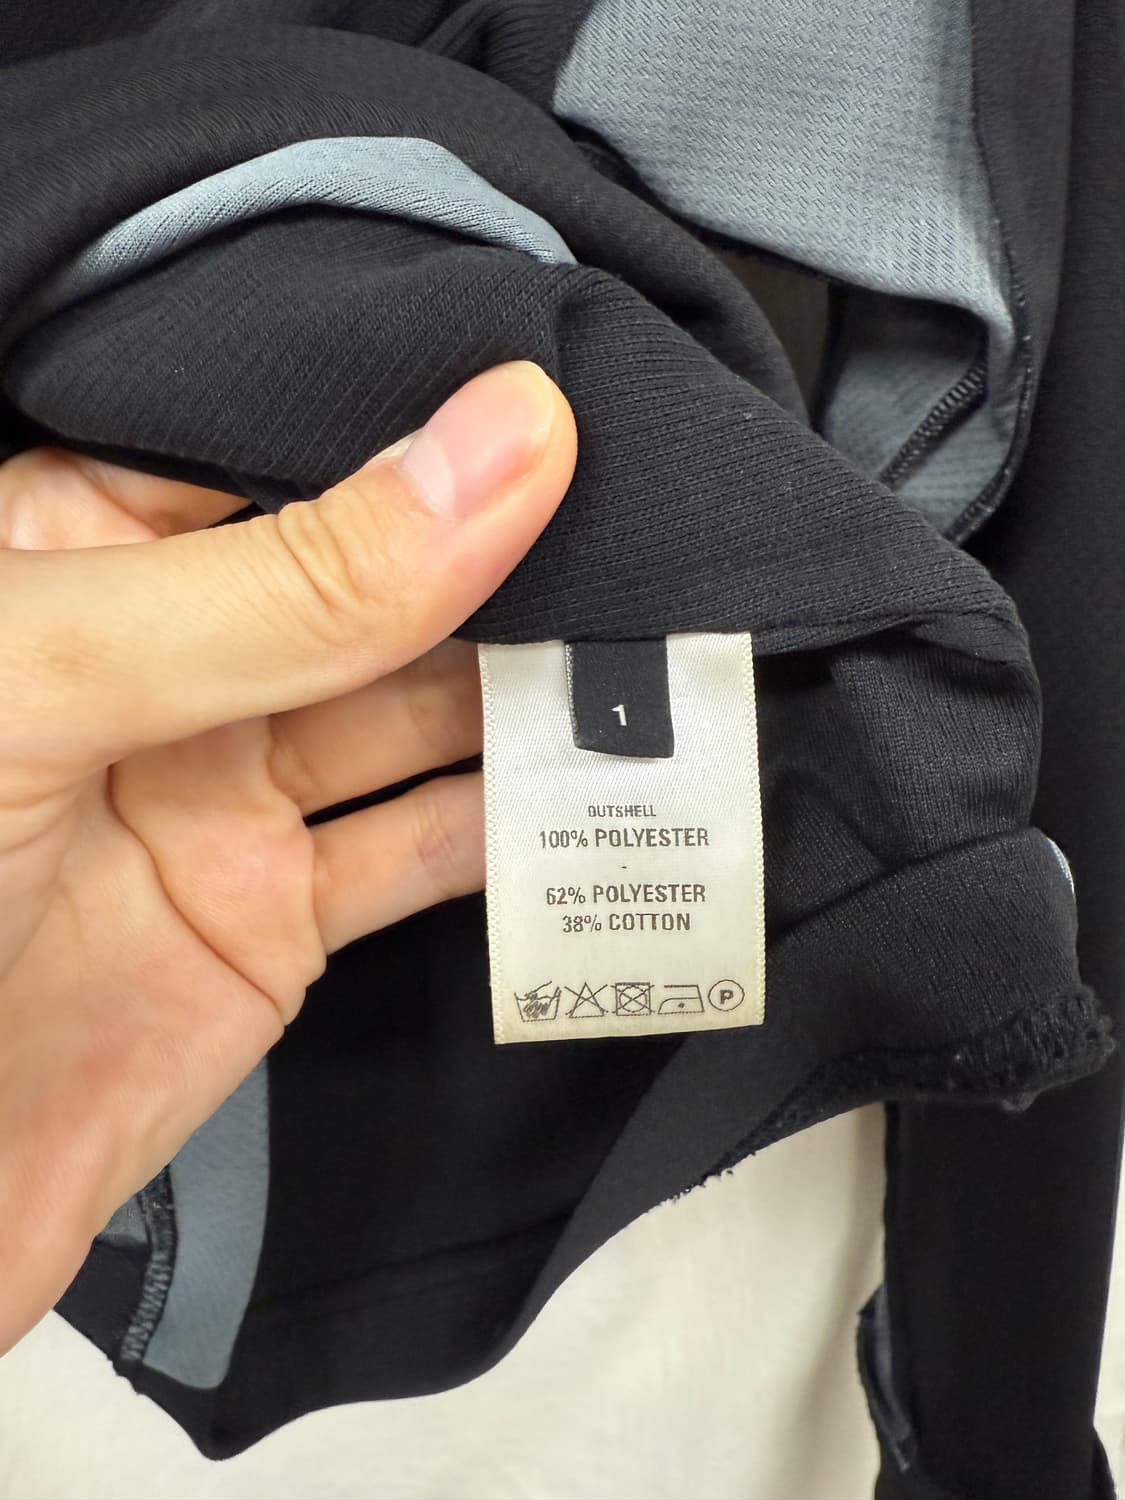 1
OUTSHELL
100% POLYESTER
-
62% POLYESTER
38% COTTON
P